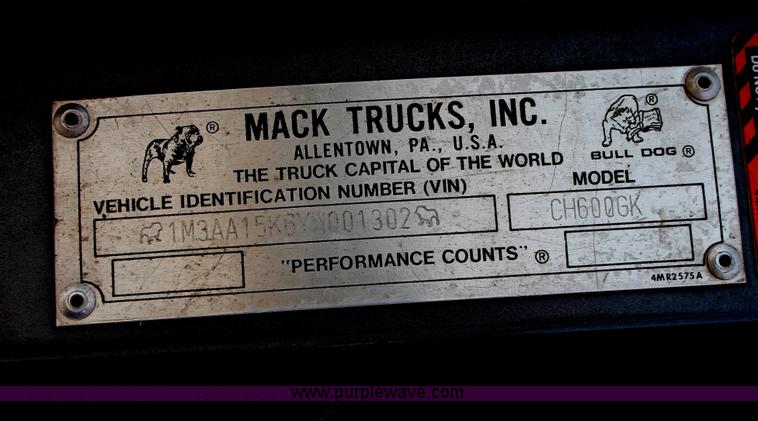 ® MACK TRUCKS, INC. ®
ALLENTOWN, PA., U.S.A.
BULL DOG ®
THE TRUCK CAPITAL OF THE WORLD
VEHICLE IDENTIFICATION NUMBER (VIN)
MODEL
CH600GK
"PERFORMANCE COUNTS" ®
4MR2575A
www.purplewave.com